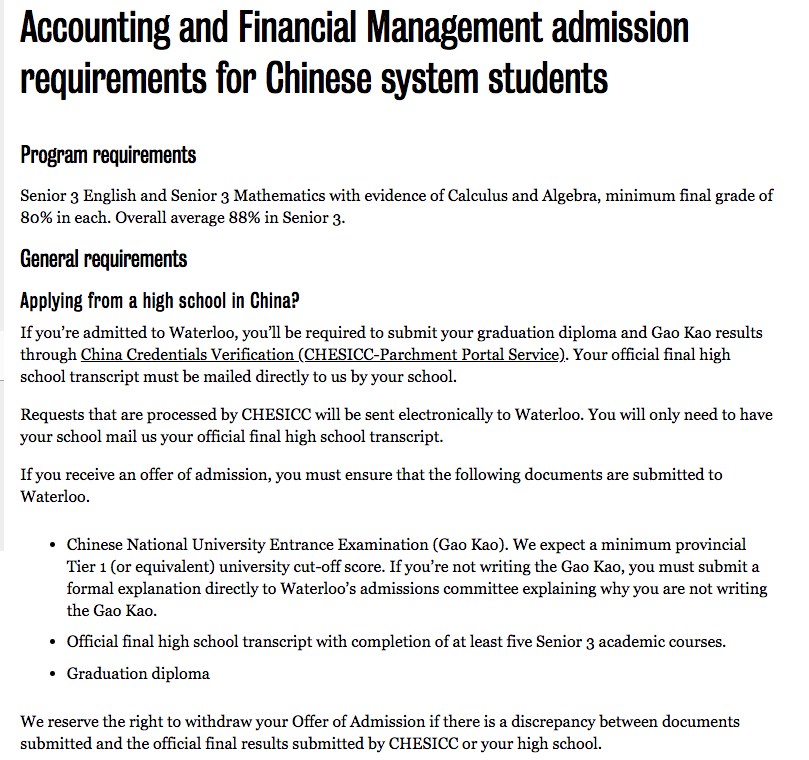 Accounting and Financial Management admission
requirements for Chinese system students
Program requirements
Senior 3 English and Senior 3 Mathematics with evidence of Calculus and Algebra, minimum final grade of
80% in each. Overall average 88% in Senior 3.
General requirements
Applying from a high school in China?
If you’re admitted to Waterloo, you’ll be required to submit your graduation diploma and Gao Kao results
through China Credentials Verification (CHESICC-Parchment Portal Service). Your official final high
school transcript must be mailed directly to us by your school.
Requests that are processed by CHESICC will be sent electronically to Waterloo. You will only need to have
your school mail us your official final high school transcript.
If you receive an offer of admission, you must ensure that the following documents are submitted to
Waterloo.
• Chinese National University Entrance Examination (Gao Kao). We expect a minimum provincial
Tier 1 (or equivalent) university cut-off score. If you’re not writing the Gao Kao, you must submit a
formal explanation directly to Waterloo’s admissions committee explaining why you are not writing
the Gao Kao.
• Official final high school transcript with completion of at least five Senior 3 academic courses.
• Graduation diploma
We reserve the right to withdraw your Offer of Admission if there is a discrepancy between documents
submitted and the official final results submitted by CHESICC or your high school.